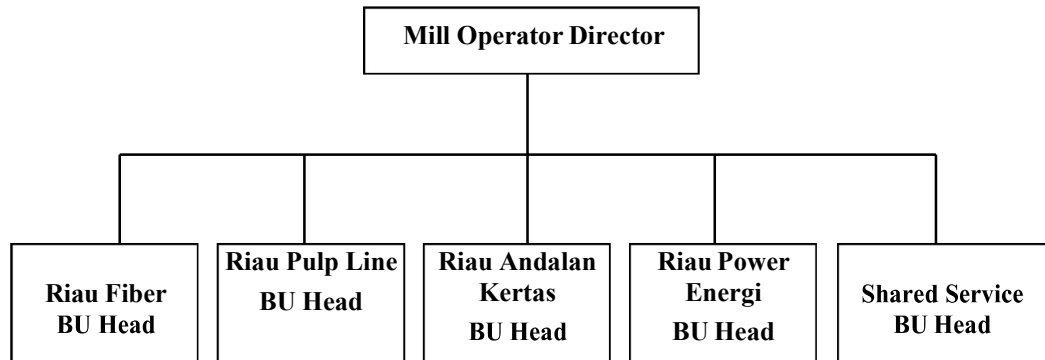 Mill Operator Director
Riau Fiber
BU Head
Riau Pulp Line
BU Head
Riau Andalan
Kertas
BU Head
Riau Power
Energi
BU Head
Shared Service
BU Head